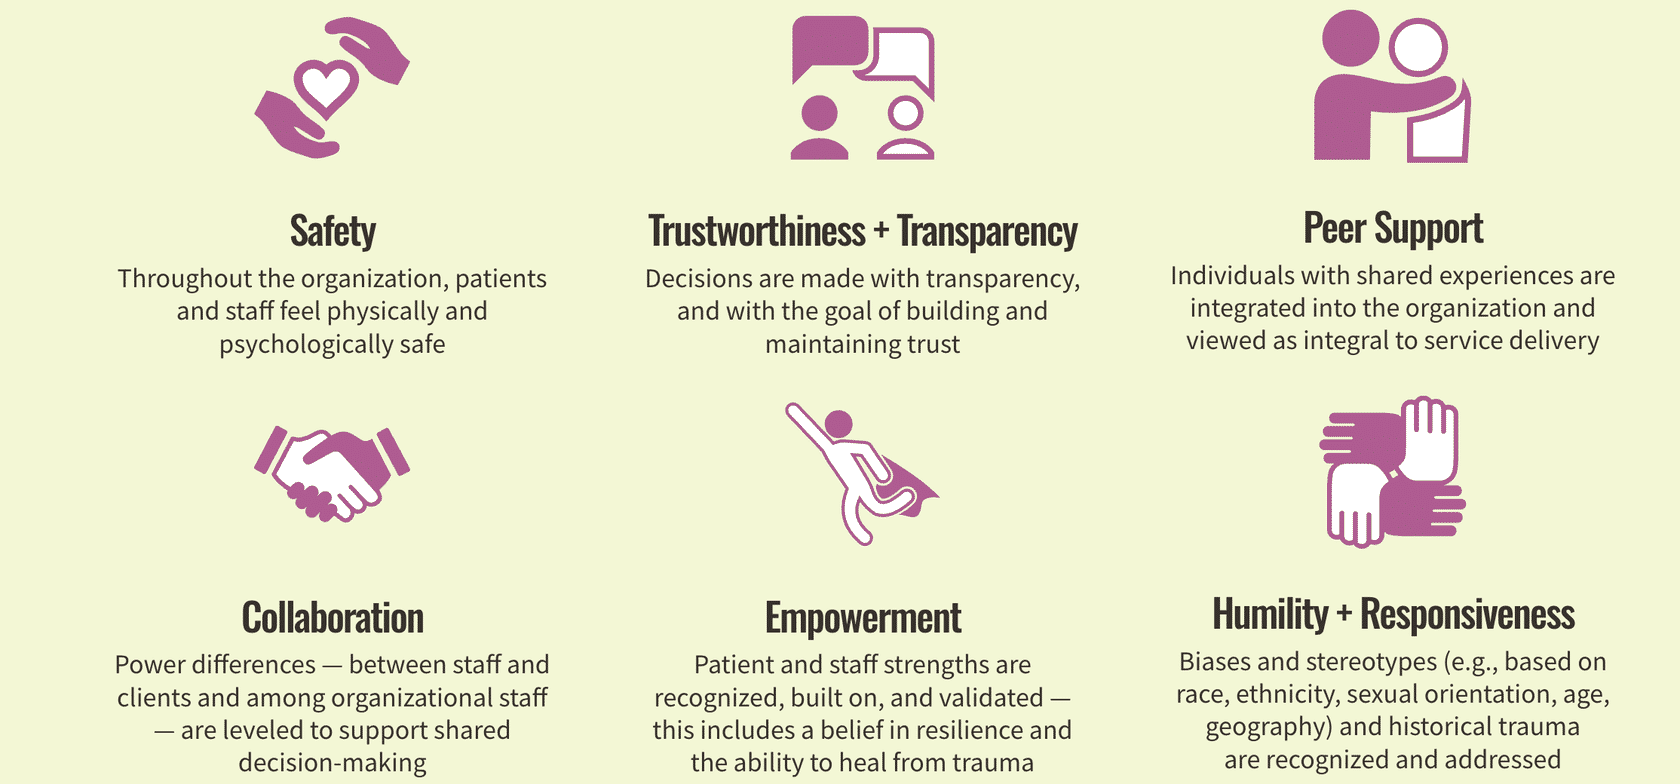 Safety
Throughout the organization, patients
and staff feel physically and
psychologically safe
Trustworthiness + Transparency
Decisions are made with transparency,
and with the goal of building and
maintaining trust
Peer Support
Individuals with shared experiences are
integrated into the organization and
viewed as integral to service delivery
Collaboration
Power differences — between staff and
clients and among organizational staff
— are leveled to support shared
decision-making
Empowerment
Patient and staff strengths are
recognized, built on, and validated —
this includes a belief in resilience and
the ability to heal from trauma
Humility + Responsiveness
Biases and stereotypes (e.g., based on
race, ethnicity, sexual orientation, age,
geography) and historical trauma
are recognized and addressed